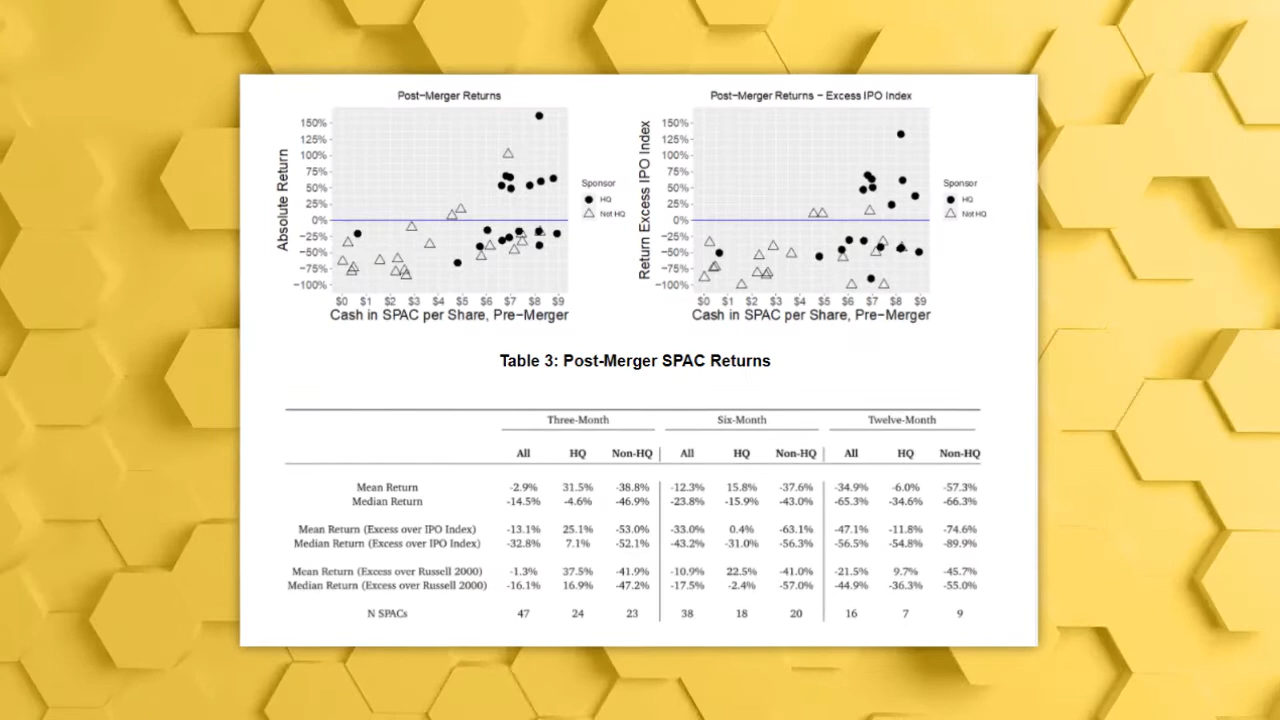 Post-Merger Returns
Absolute Return
150%
125%
100%
75%
50%
25%
0%
−25%
−50%
−75%
−100%
$0 $1 $2 $3 $4 $5 $6 $7 $8 $9
Cash in SPAC per Share, Pre−Merger
Sponsor
HQ
Not HQ
Post−Merger Returns − Excess IPO Index
Return Excess IPO Index
150%
125%
100%
75%
50%
25%
0%
−25%
−50%
−75%
−100%
$0 $1 $2 $3 $4 $5 $6 $7 $8 $9
Cash in SPAC per Share, Pre−Merger
Sponsor
HQ
Not HQ
Table 3: Post-Merger SPAC Returns
Three-Month Six-Month Twelve-Month
All HQ Non-HQ All HQ Non-HQ All HQ Non-HQ
Mean Return -2.9% 31.5% -38.8% -12.3% 15.8% -37.6% -34.9% -6.0% -57.3%
Median Return -14.5% -4.6% -46.9% -23.8% -15.9% -43.0% -65.3% -34.6% -66.3%
Mean Return (Excess over IPO Index) -13.1% 25.1% -53.0% -33.0% 0.4% -63.1% -47.1% -11.8% -74.6%
Median Return (Excess over IPO Index) -32.8% 7.1% -52.1% -43.2% -31.0% -56.3% -56.5% -54.8% -89.9%
Mean Return (Excess over Russell 2000) -1.3% 37.5% -41.9% -10.9% 22.5% -41.0% -21.5% 9.7% -45.7%
Median Return (Excess over Russell 2000) -16.1% 16.9% -47.2% -17.5% -2.4% -57.0% -44.9% -36.3% -55.0%
N SPACs 47 24 23 38 18 20 16 7 9